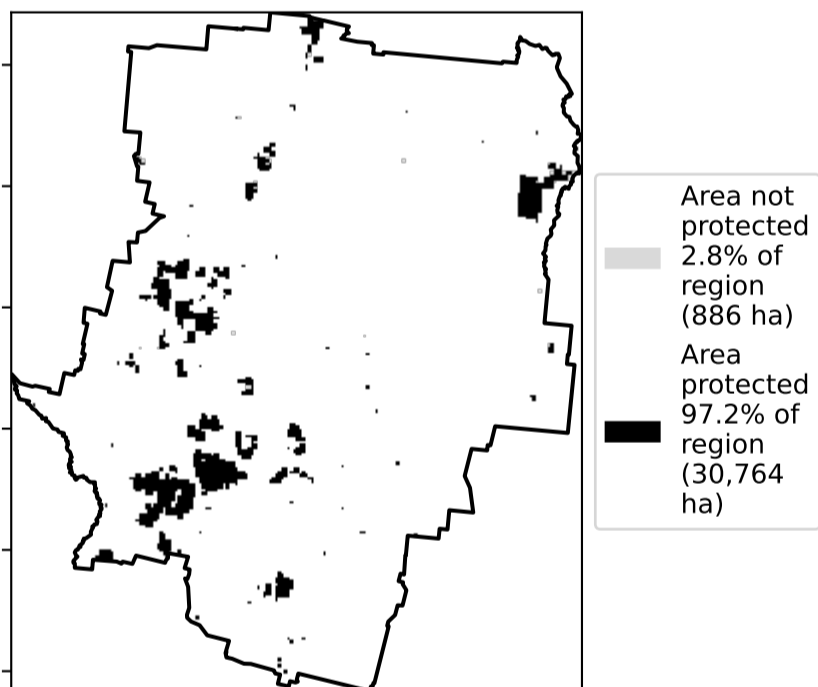 Area not
protected
2.8% of
region
(886 ha)
Area
protected
97.2% of
region
(30,764
ha)